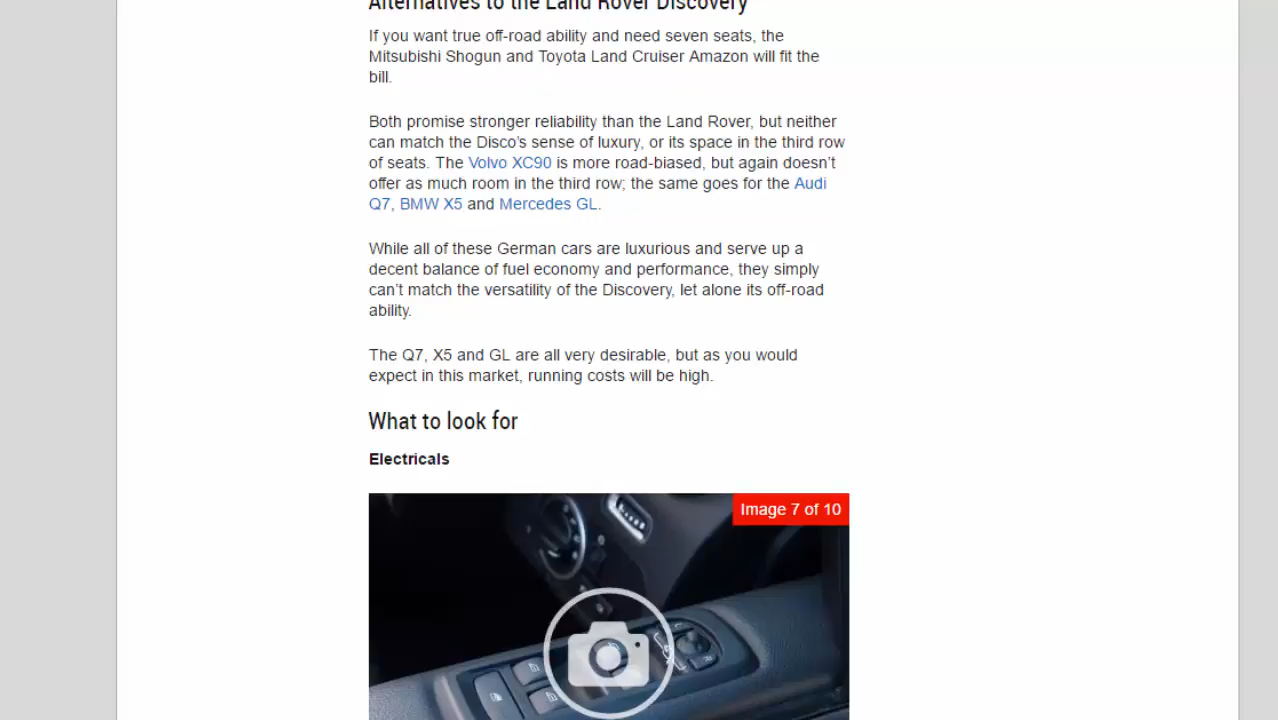 Alternatives to the Land Rover Discovery
If you want true off-road ability and need seven seats, the
Mitsubishi Shogun and Toyota Land Cruiser Amazon will fit the
bill.
Both promise stronger reliability than the Land Rover, but neither
can match the Disco's sense of luxury, or its space in the third row
of seats. The Volvo XC90 is more road-biased, but again doesn't
offer as much room in the third row; the same goes for the Audi
Q7, BMW X5 and Mercedes GL.
While all of these German cars are luxurious and serve up a
decent balance of fuel economy and performance, they simply
can't match the versatility of the Discovery, let alone its off-road
ability.
The Q7, X5 and GL are all very desirable, but as you would
expect in this market, running costs will be high.
What to look for
Electricals
Image 7 of 10